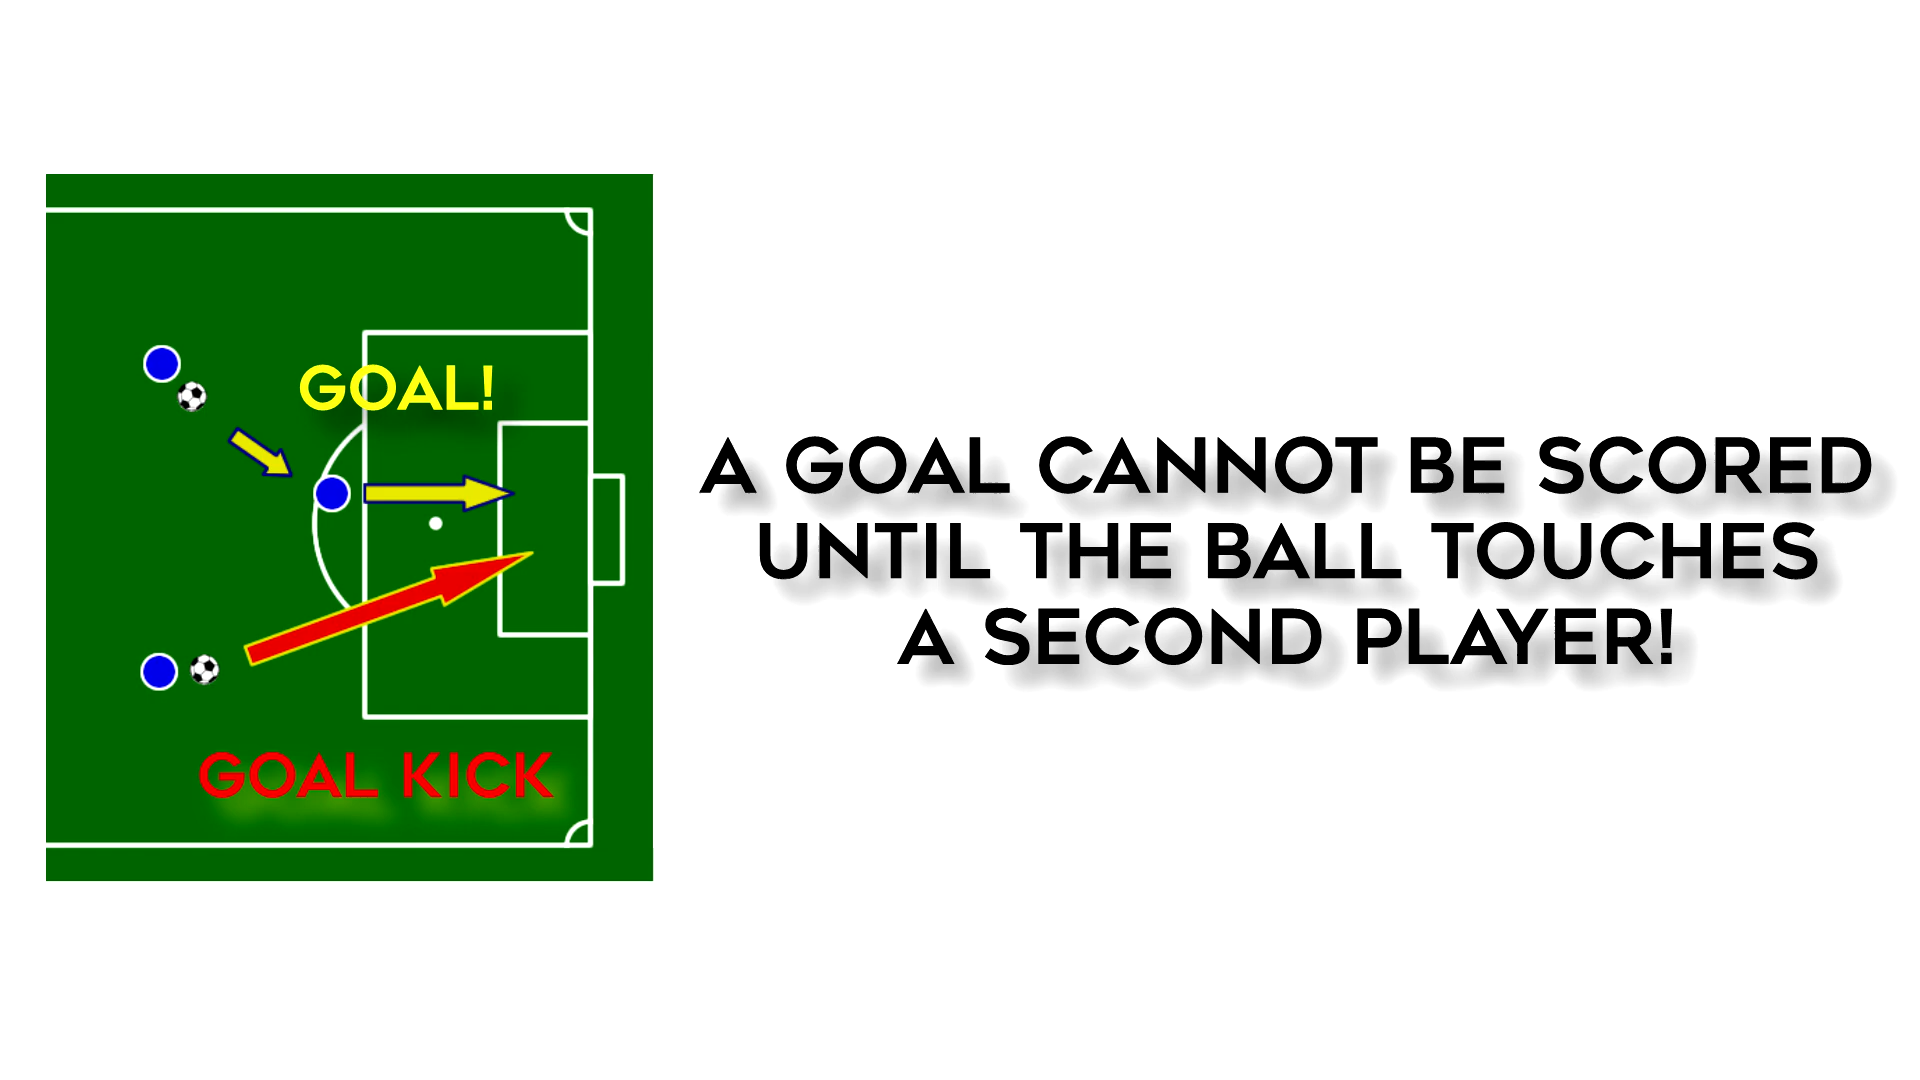 GOAL!
GOAL KICK
A GOAL CANNOT BE SCORED
UNTIL THE BALL TOUCHES
A SECOND PLAYER!